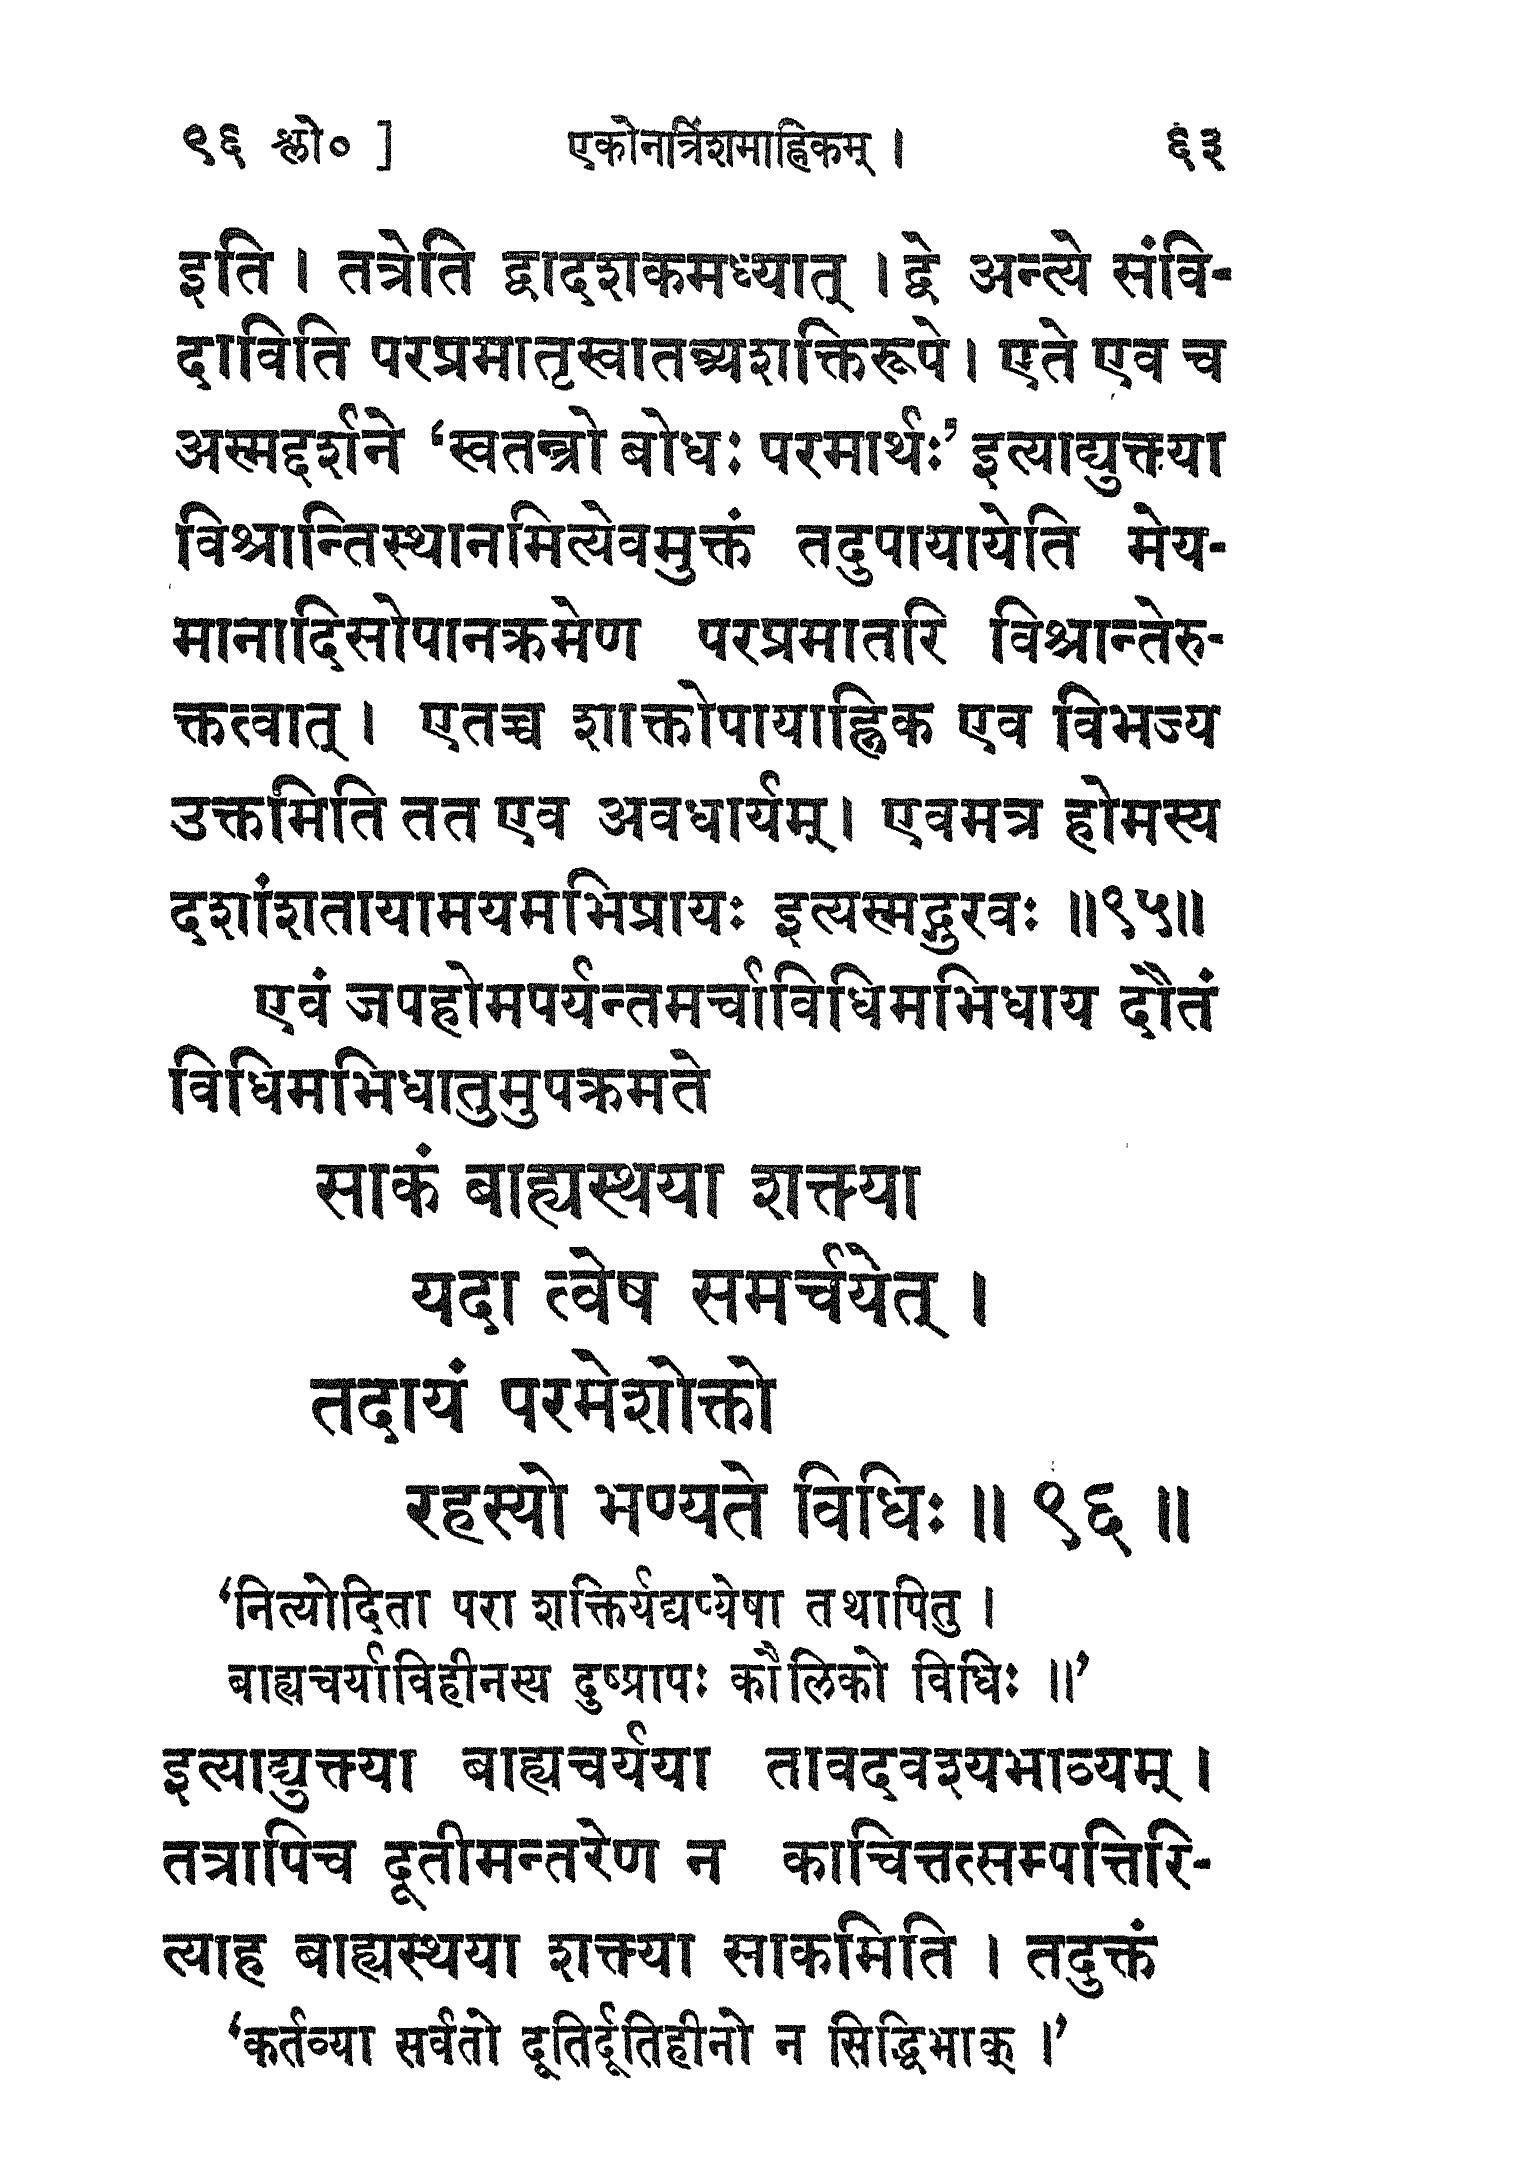 ९६ श्लो० ] एकोनत्रिंशमाह्निकम् । ६३
इति । तत्रेति द्वादशकमध्यात् । द्वे अन्त्ये संवि-
दाविति परप्रमातृस्वातन्त्र्यशक्तिरूपे । एते एव च
अस्मद्दर्शने ‘स्वतन्त्रो बोधः परमार्थः’ इत्याद्युक्त्या
विश्रान्तिस्थानमित्येवमुक्तं तदुपायायेति मेय-
मानादिसोपानक्रमेण परप्रमातरि विश्रान्तेरु-
क्तत्वात् । एतच्च शाक्तोपायाह्निक एव विभज्य
उक्तमिति तत एव अवधार्यम् । एवमत्र होमस्य
दशांशतायामयमभिप्रायः इत्यस्मद्गुरवः ॥९५॥
एवं जपहोमपर्यन्तमर्चाविधिमभिधाय दौतं
विधिमभिधातुमुपक्रमते
साकं बाह्यस्थया शक्त्या
यदा त्वेष समर्चयेत् ।
तदायं परमेशोक्तो
रहस्यो भण्यते विधिः ॥ ९६ ॥
‘नित्योदिता परा शक्तिर्यद्यप्येषा तथापितु ।
बाह्यचर्याविहीनस्य दुष्प्रापः कौलिको विधिः ॥’
इत्याद्युक्त्या बाह्यचर्यया तावदवश्यभाव्यम् ।
तत्रापिच दूतीमन्तरेण न काचित्तत्सम्पत्तिरि-
त्याह बाह्यस्थया शक्त्या साकमिति । तदुक्तं
‘कर्तव्या सर्वतो दूतिर्दूतिहीनो न सिद्धिभाक् ।’